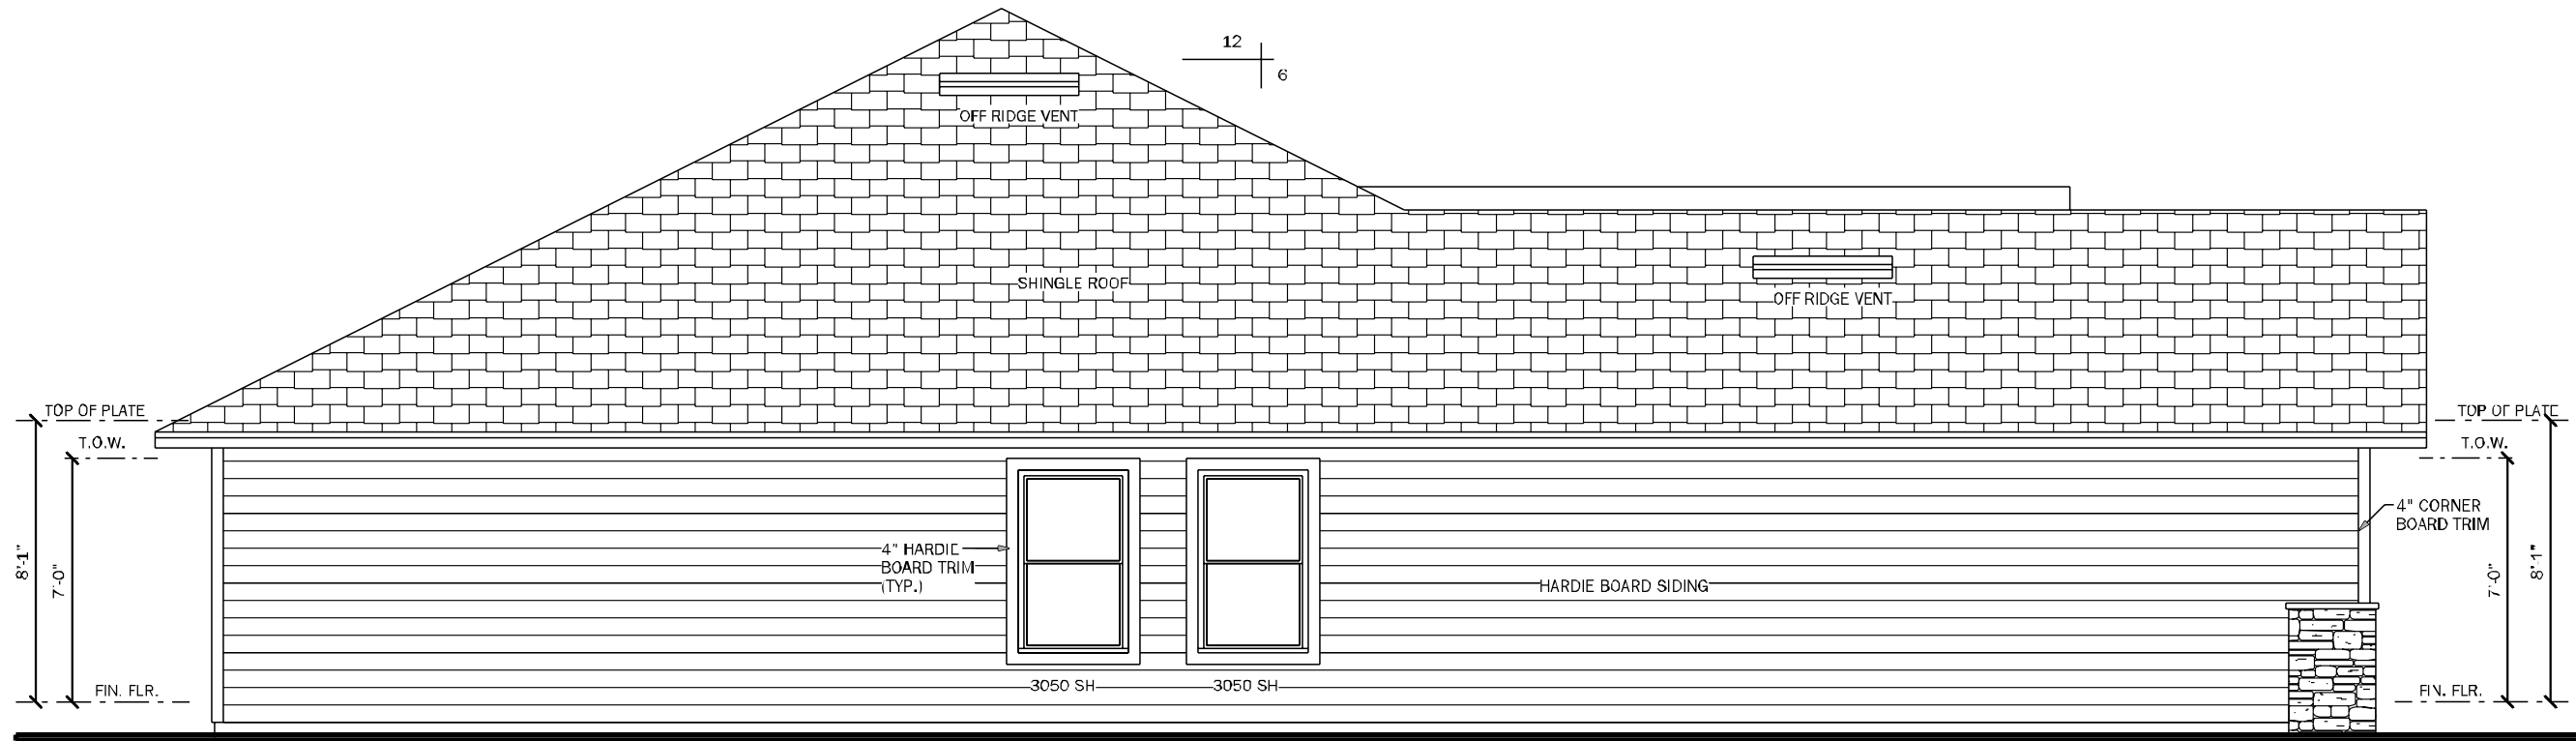 12
6
OFF RIDGE VENT
SHINGLE ROOF
OFF RIDGE VENT
TOP OF PLATE
T.O.W.
TOP OF PLATE
T.O.W.
8'-1"
7'-0"
4" HARDIE
BOARD TRIM
(TYP.)
HARDIE BOARD SIDING
4" CORNER
BOARD TRIM
7'-0"
8'-1"
3050 SH
3050 SH
FIN. FLR.
FIN. FLR.